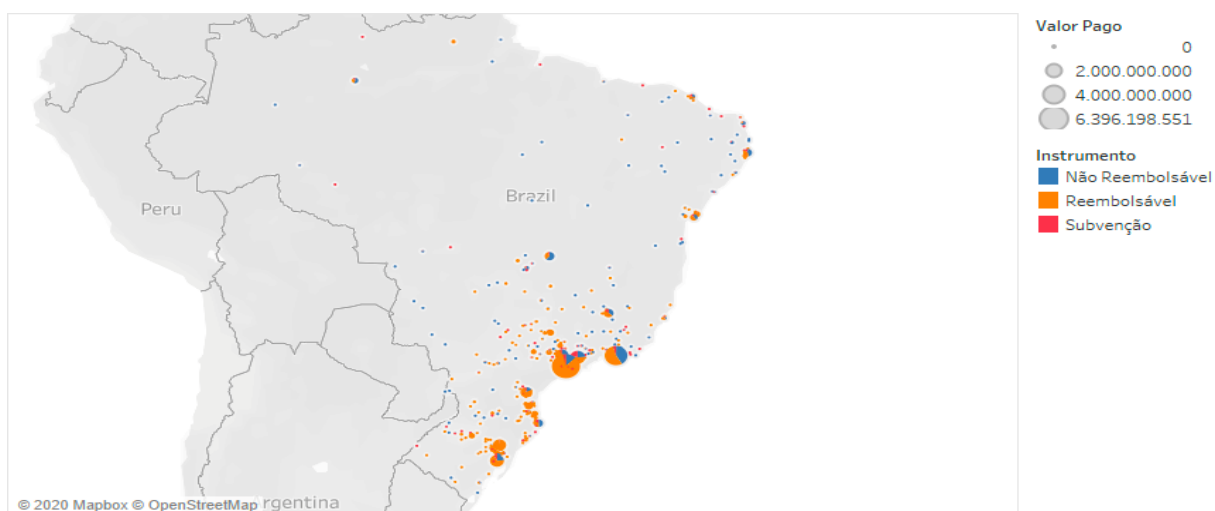 Valor Pago
0
2.000.000.000
4.000.000.000
6.396.198.551
Instrumento
Não Reembolsável
Reembolsável
Subvenção
Brazil
Peru
rgentina
© 2020 Mapbox © OpenStreetMap